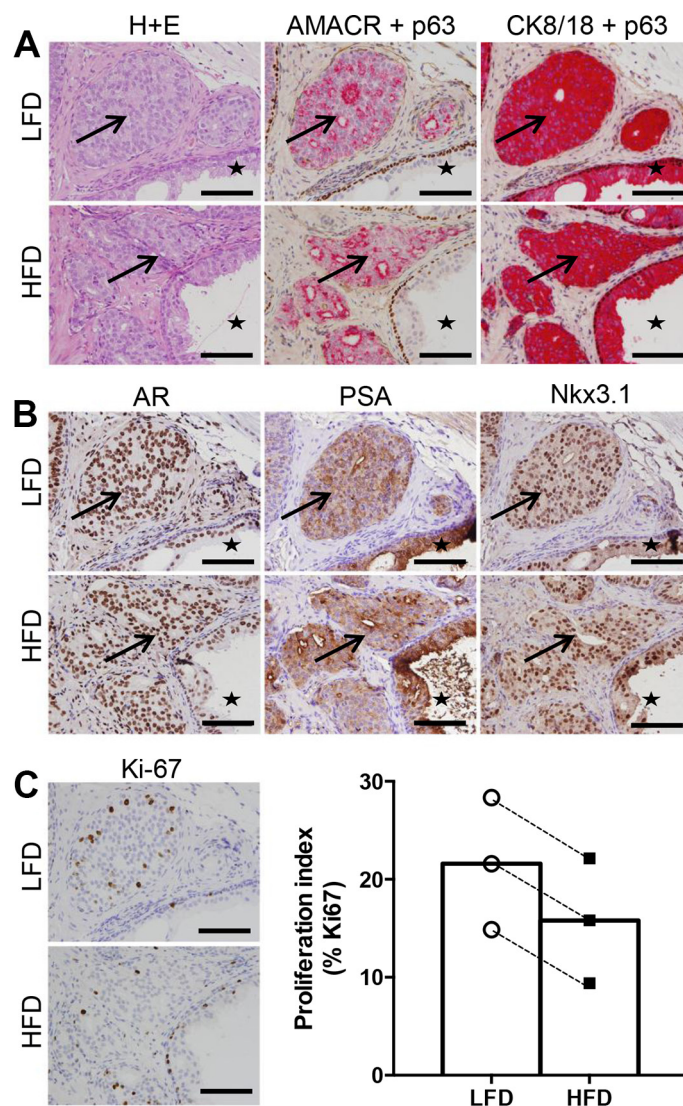 A
H+E
AMACR + p63
CK8/18 + p63
LFD
HFD
B
AR
PSA
Nkx3.1
LFD
HFD
C
Ki-67
LFD
HFD
Proliferation index
(% Ki67)
30
20
10
0
LFD
HFD